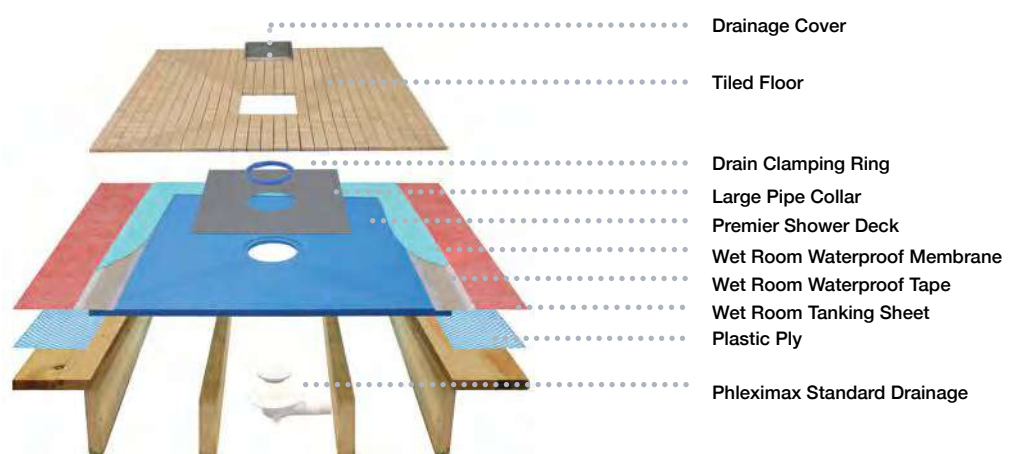 Drainage Cover
Tiled Floor
Drain Clamping Ring
Large Pipe Collar
Premier Shower Deck
Wet Room Waterproof Membrane
Wet Room Waterproof Tape
Wet Room Tanking Sheet
Plastic Ply
Phleximax Standard Drainage